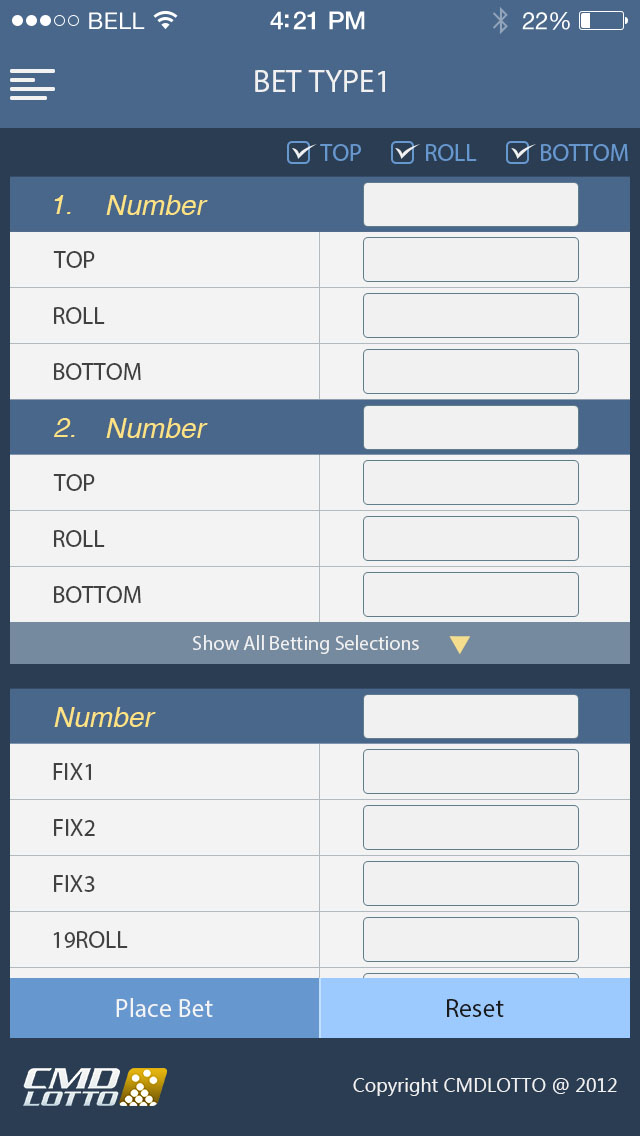 BELL 4:21 PM 22%
BET TYPE1
TOP ROLL BOTTOM
1. Number
TOP
ROLL
BOTTOM
2. Number
TOP
ROLL
BOTTOM
Show All Betting Selections
Number
FIX1
FIX2
FIX3
19ROLL
Place Bet Reset
CMD
LOTTO
Copyright CMDLOTTO @ 2012